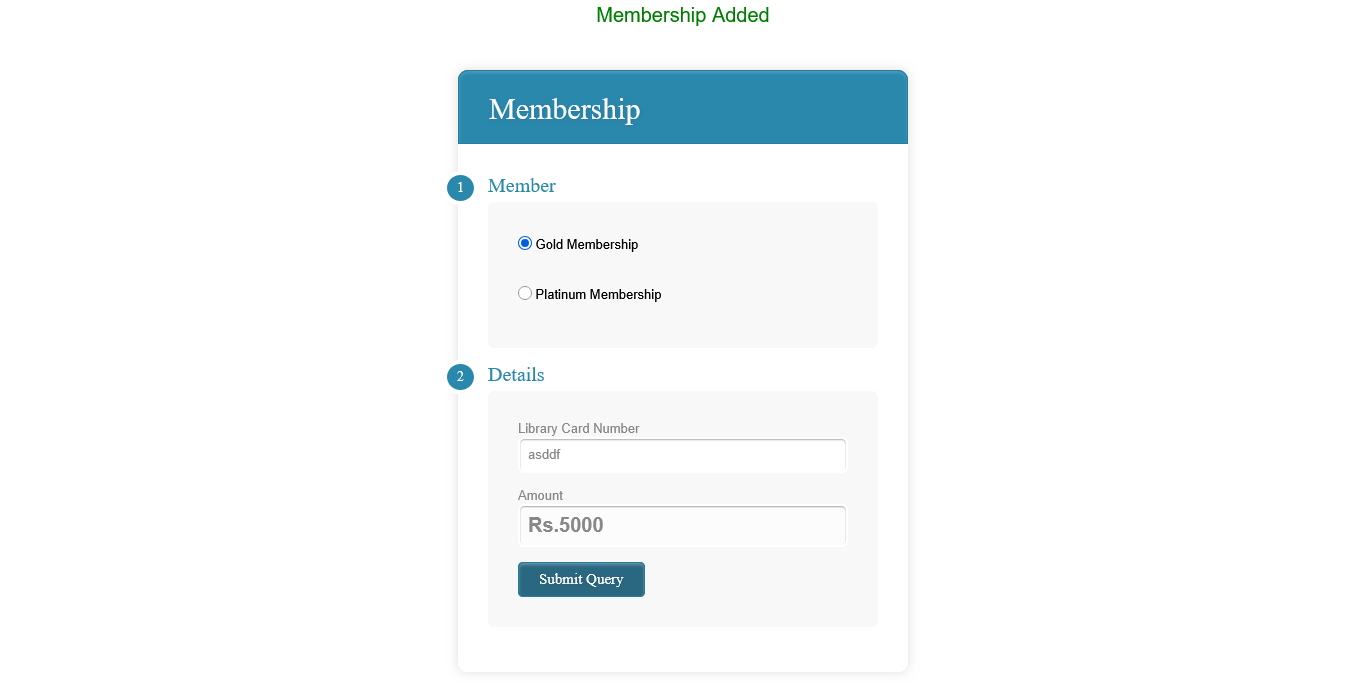 Membership Added
Membership
1 Member
Gold Membership
Platinum Membership
2 Details
Library Card Number
asddf
Amount
Rs.5000
Submit Query